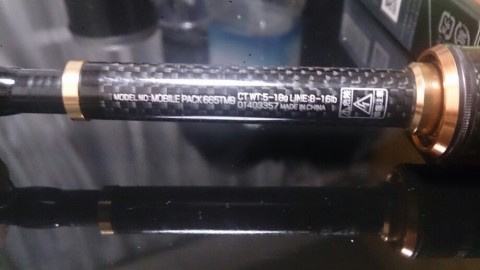 MODEL NO: MOBILE PACK 665TMB CT.WT: 5-18g LINE: 8-16lb
01403357 MADE IN CHINA